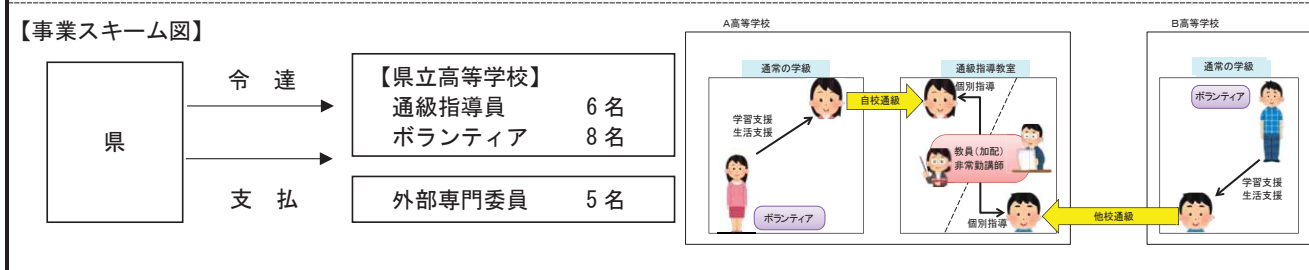 【事業スキーム図】
県
令　達
支　払
【県立高等学校】
通級指導員　6名
ボランティア　8名
外部専門委員　5名
A高等学校
通常の学級
学習支援
生活支援
ボランティア
自校通級
通級指導教室
個別指導
教員（加配）
非常勤講師
個別指導
他校通級
B高等学校
通常の学級
ボランティア
学習支援
生活支援